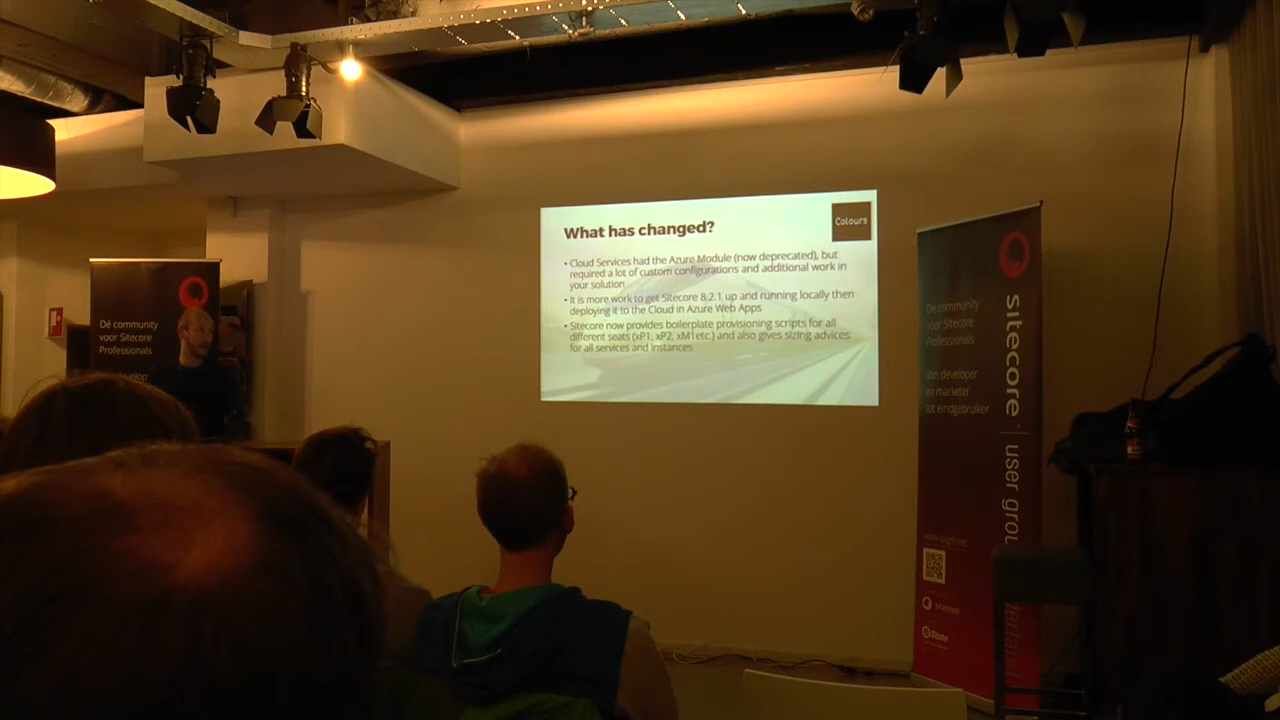 Dé community
voor Sitecore
Professionals
What has changed?
Colours
• Cloud Services had the Azure Module (now deprecated), but
required a lot of custom configurations and additional work in
your solution
• It is more work to get Sitecore 8.2.1 up and running locally then
deploying it to the Cloud in Azure Web Apps
• Sitecore now provides boilerplate provisioning scripts for all
different seats (xP1, xP2, xM1etc.) and also gives sizing advices
for all services and instances
Dé community
voor Sitecore
Professionals
Van developer
en marketer
tot eindgebruiker
sitecore | user grou
sitecore